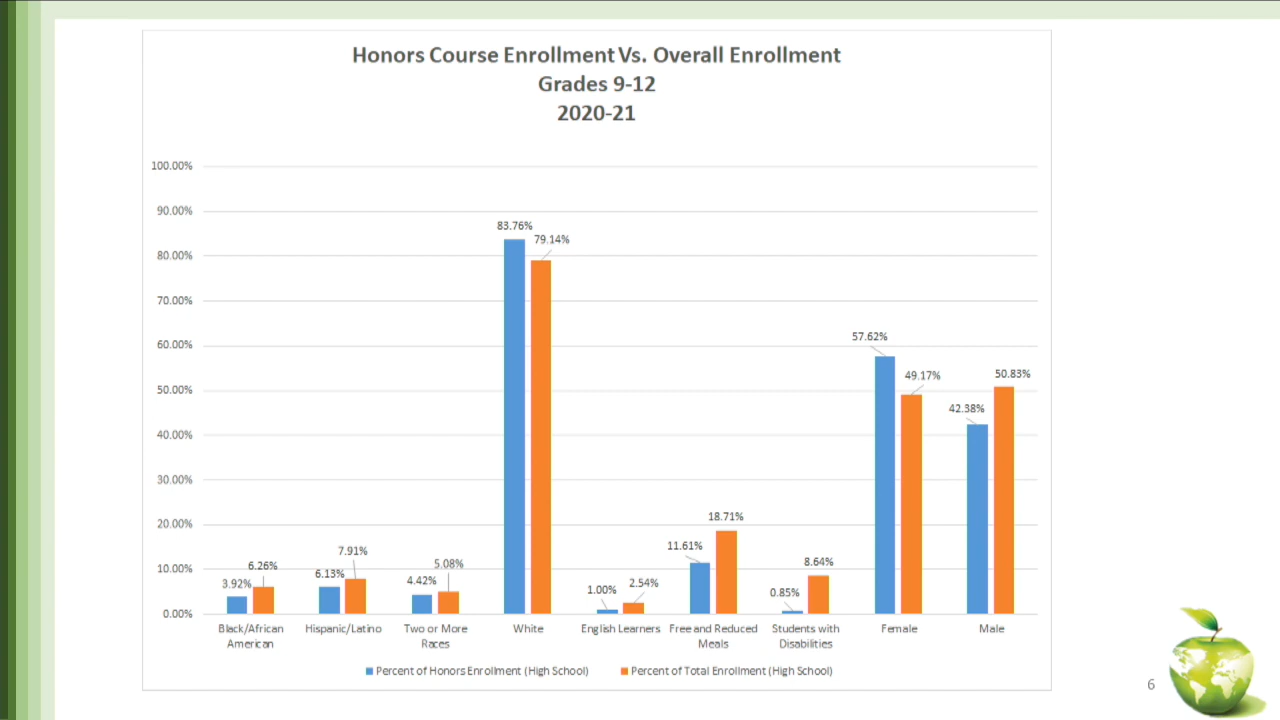 Honors Course Enrollment Vs. Overall Enrollment
Grades 9-12
2020-21
100.00%
90.00%
80.00%
70.00%
60.00%
50.00%
40.00%
30.00%
20.00%
10.00%
0.00%
3.92%
6.26%
6.13%
7.91%
4.42%
5.08%
83.76%
79.14%
1.00%
2.54%
11.61%
18.71%
0.85%
8.64%
57.62%
49.17%
42.38%
50.83%
Black/African
American
Hispanic/Latino
Two or More
Races
White
English Learners
Free and Reduced
Meals
Students with
Disabilities
Female
Male
Percent of Honors Enrollment (High School)
Percent of Total Enrollment (High School)
6